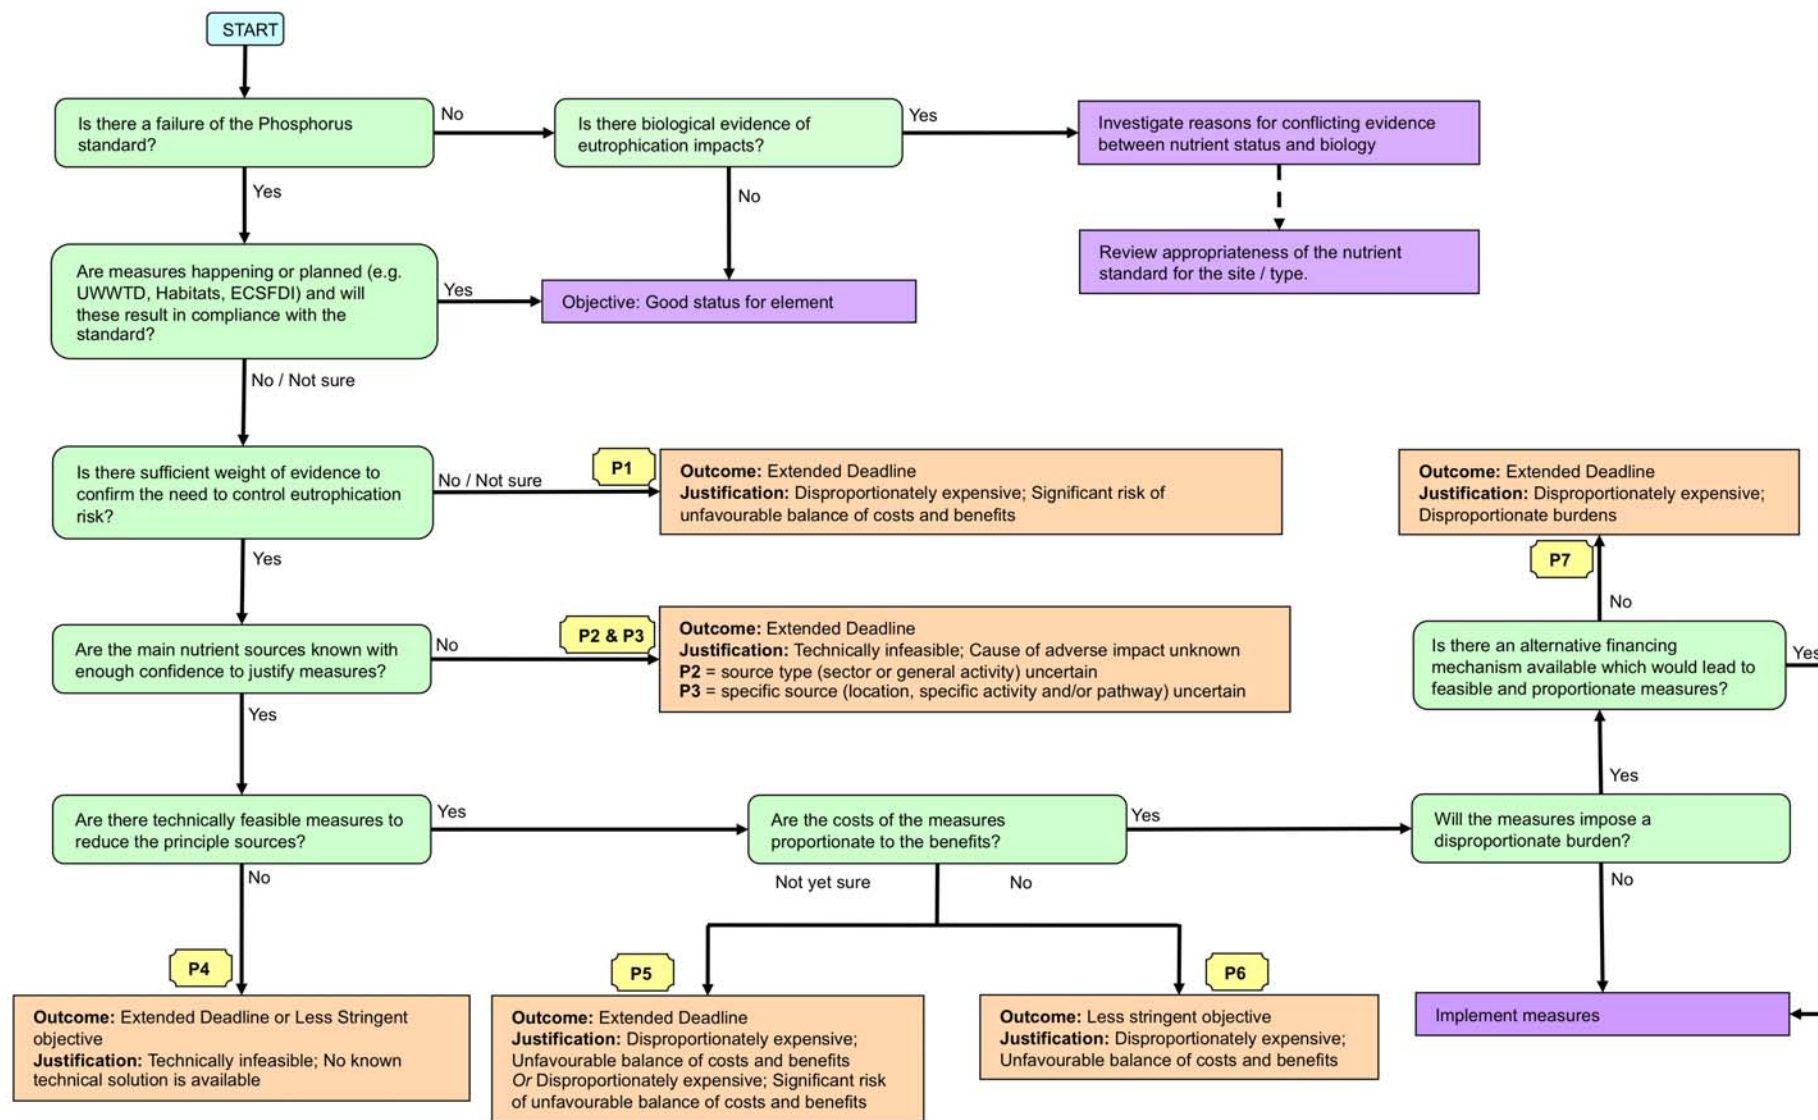 START
Is there a failure of the Phosphorus
standard?
No
Is there biological evidence of
eutrophication impacts?
Yes
Investigate reasons for conflicting evidence
between nutrient status and biology
Yes
No
Review appropriateness of the nutrient
standard for the site / type.
Are measures happening or planned (e.g.
UWWTD, Habitats, ECSFDI) and will
these result in compliance with the
standard?
Yes
Objective: Good status for element
No / Not sure
Is there sufficient weight of evidence to
confirm the need to control eutrophication
risk?
No / Not sure
P1
Outcome: Extended Deadline
Justification: Disproportionately expensive; Significant risk of
unfavourable balance of costs and benefits
Outcome: Extended Deadline
Justification: Disproportionately expensive;
Disproportionate burdens
Yes
P7
No
Are the main nutrient sources known with
enough confidence to justify measures?
No
P2 & P3
Outcome: Extended Deadline
Justification: Technically infeasible; Cause of adverse impact unknown
P2 = source type (sector or general activity) uncertain
P3 = specific source (location, specific activity and/or pathway) uncertain
Is there an alternative financing
mechanism available which would lead to
feasible and proportionate measures?
Yes
Yes
Yes
Are there technically feasible measures to
reduce the principle sources?
Yes
Are the costs of the measures
proportionate to the benefits?
Yes
Will the measures impose a
disproportionate burden?
No
Not yet sure
No
No
P4
P5
P6
Outcome: Extended Deadline or Less Stringent
objective
Justification: Technically infeasible; No known
technical solution is available
Outcome: Extended Deadline
Justification: Disproportionately expensive;
Unfavourable balance of costs and benefits
Or Disproportionately expensive; Significant risk
of unfavourable balance of costs and benefits
Outcome: Less stringent objective
Justification: Disproportionately expensive;
Unfavourable balance of costs and benefits
Implement measures